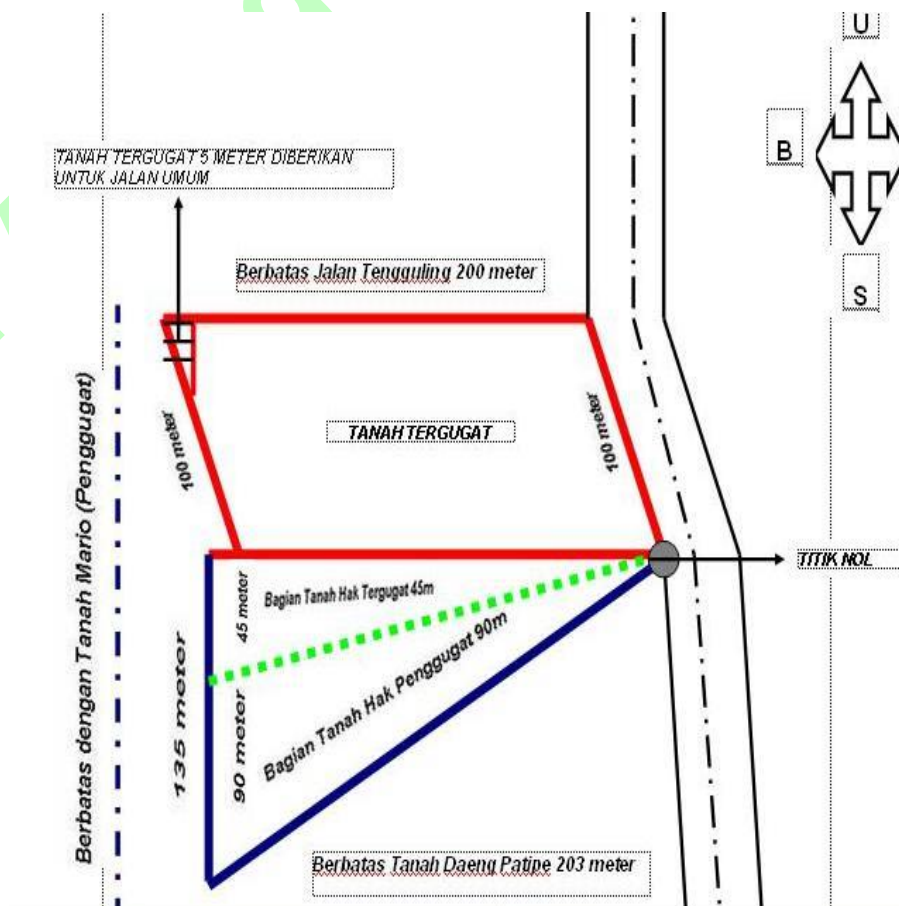 U
B
S
TANAH TERGUGAT 5 METER DIBERIKAN
UNTUK JALAN UMUM
Berbatas Jalan Tengguling 200 meter
100 meter
TANAH TERGUGAT
100 meter
Berbatas dengan Tanah Mario (Penggugat)
TITIK NOL
45 meter
Bagian Tanah Hak Tergugat 45m
135 meter
90 meter
Bagian Tanah Hak Penggugat 90m
Berbatas Tanah Daeng Patipe 203 meter